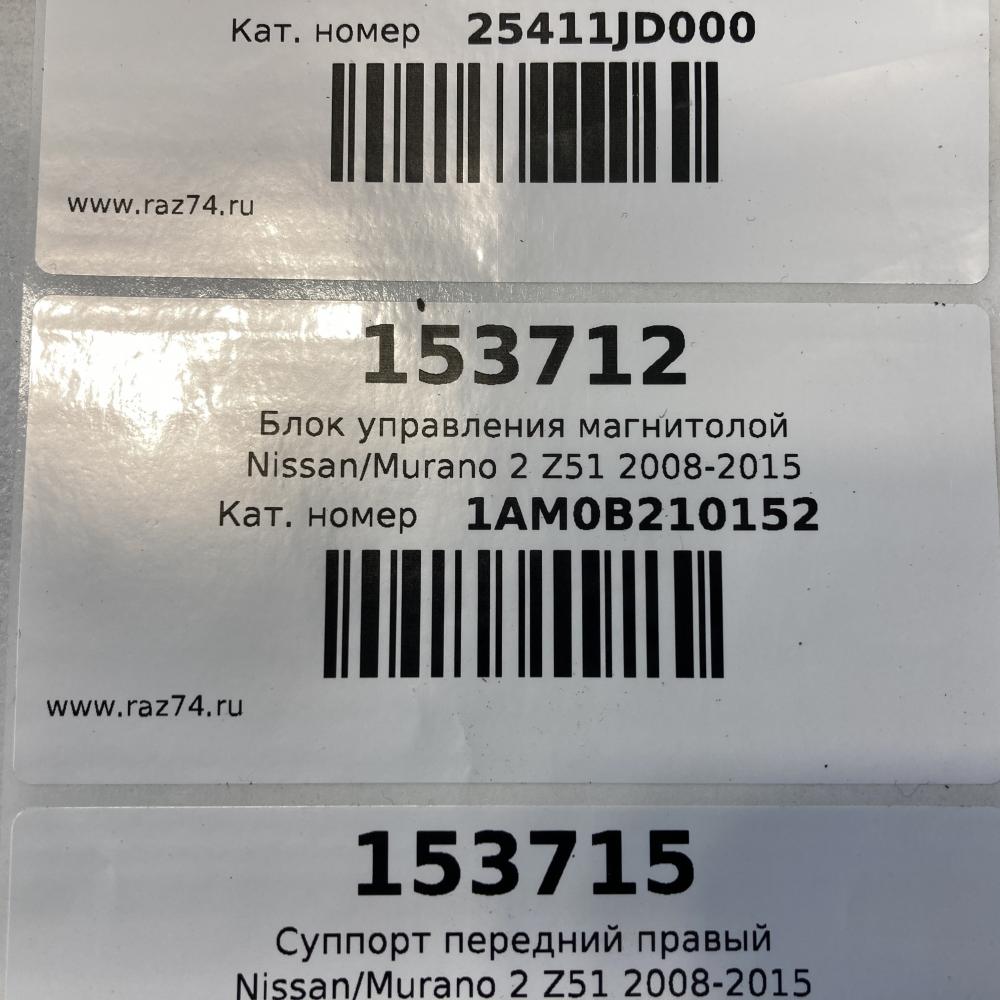 Кат. номер 25411JD000
www.raz74.ru
153712
Блок управления магнитолой
Nissan/Murano 2 Z51 2008-2015
Кат. номер 1AM0B210152
www.raz74.ru
153715
Суппорт передний правый
Nissan/Murano 2 Z51 2008-2015